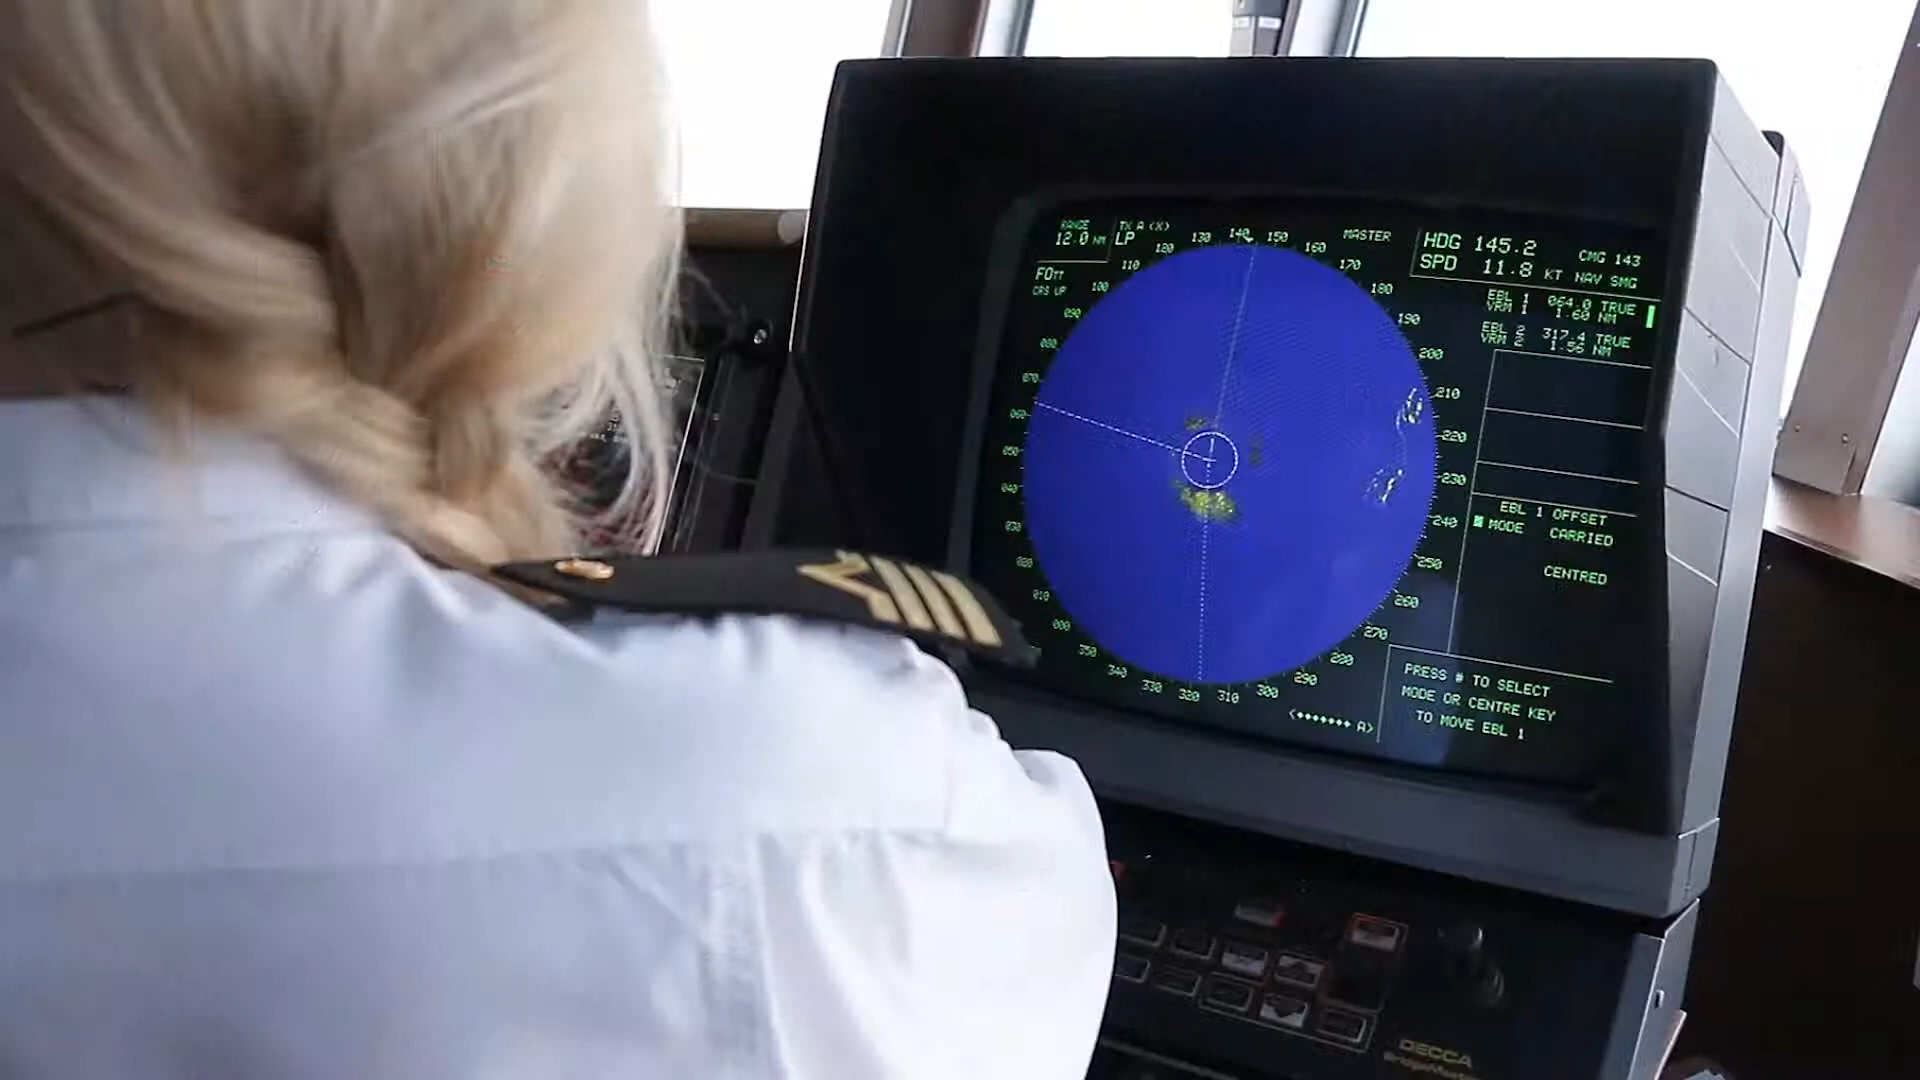 RANGE
12.0 NM
TX A (X)
LP
MASTER
HDG 145.2
SPD 11.8 KT
CMG 143
NAV SMG
CRS UP
EBL 1 064.0 TRUE
VRM 1 1.60 NM
EBL 2 317.4 TRUE
VRM 2 1.56 NM
000
010
020
030
040
050
060
070
080
090
100
110
120
130
140
150
160
170
180
190
200
210
220
230
240
250
260
270
280
290
300
310
320
330
340
350
EBL 1 OFFSET
MODE CARRIED
CENTRED
PRESS # TO SELECT
MODE OR CENTRE KEY
TO MOVE EBL 1
A>
DECCA